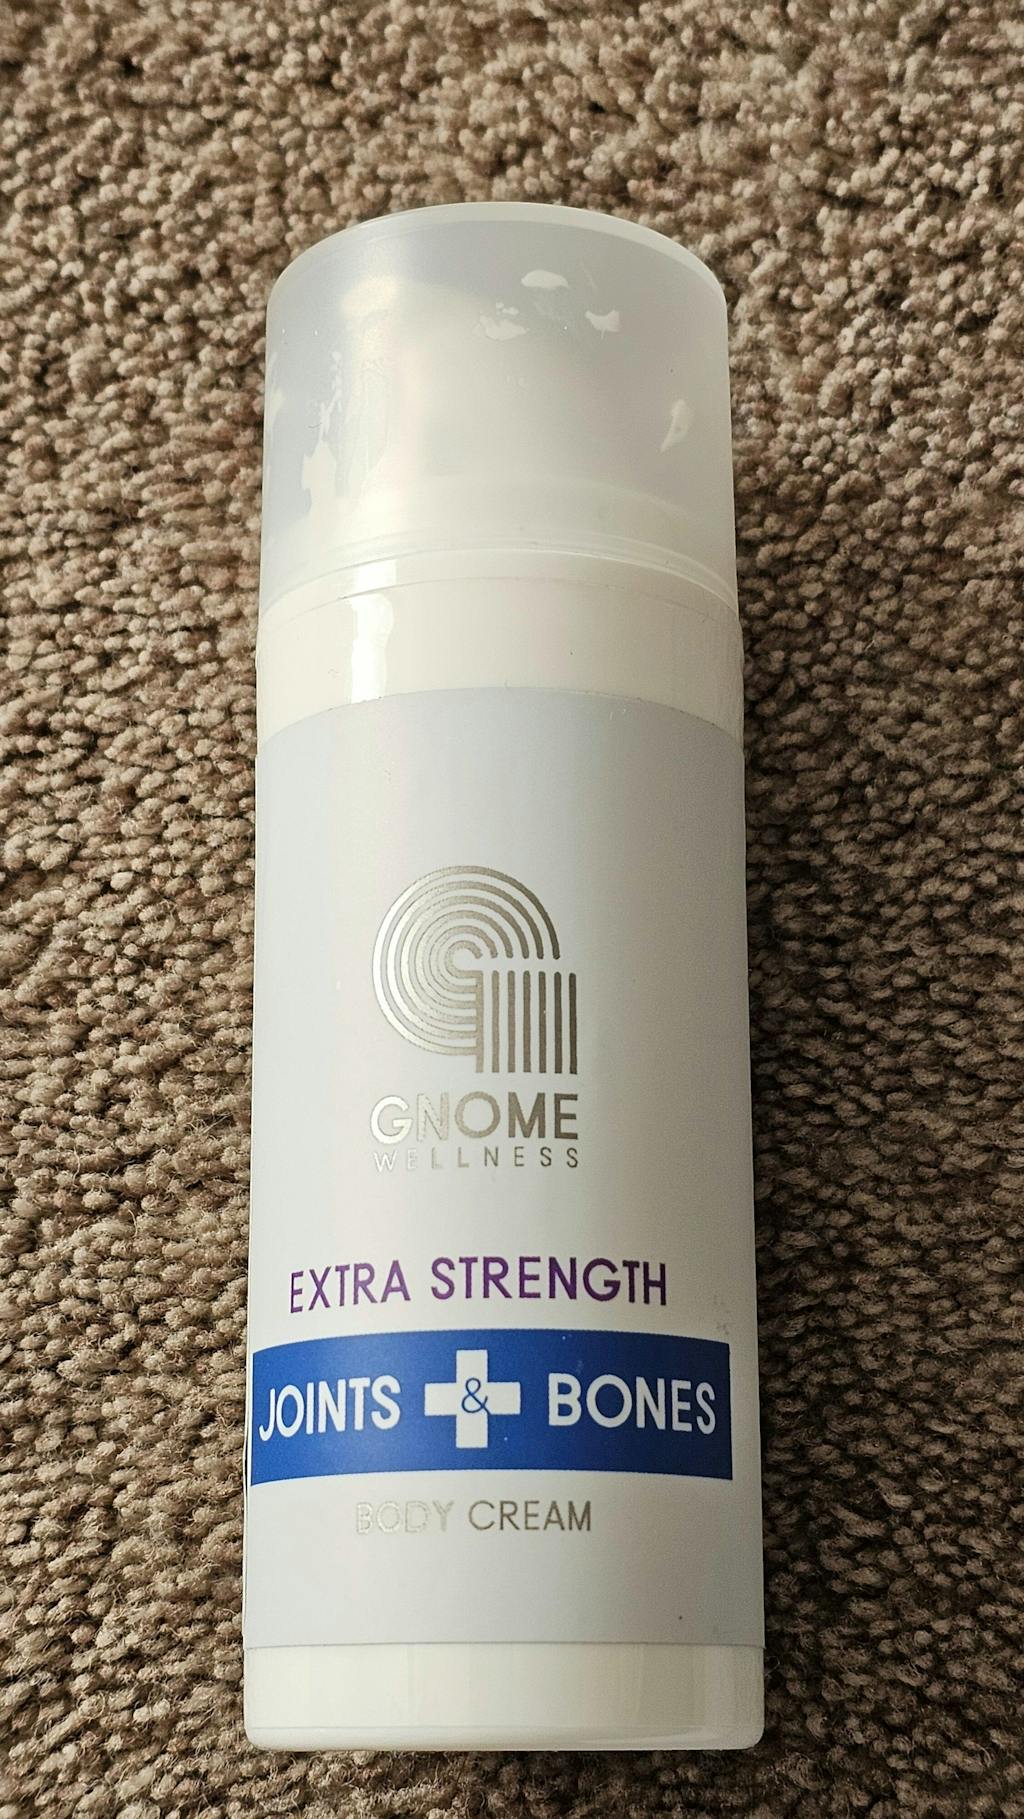 GNOME
WELLNESS
EXTRA STRENGTH
JOINTS & BONES
BODY CREAM